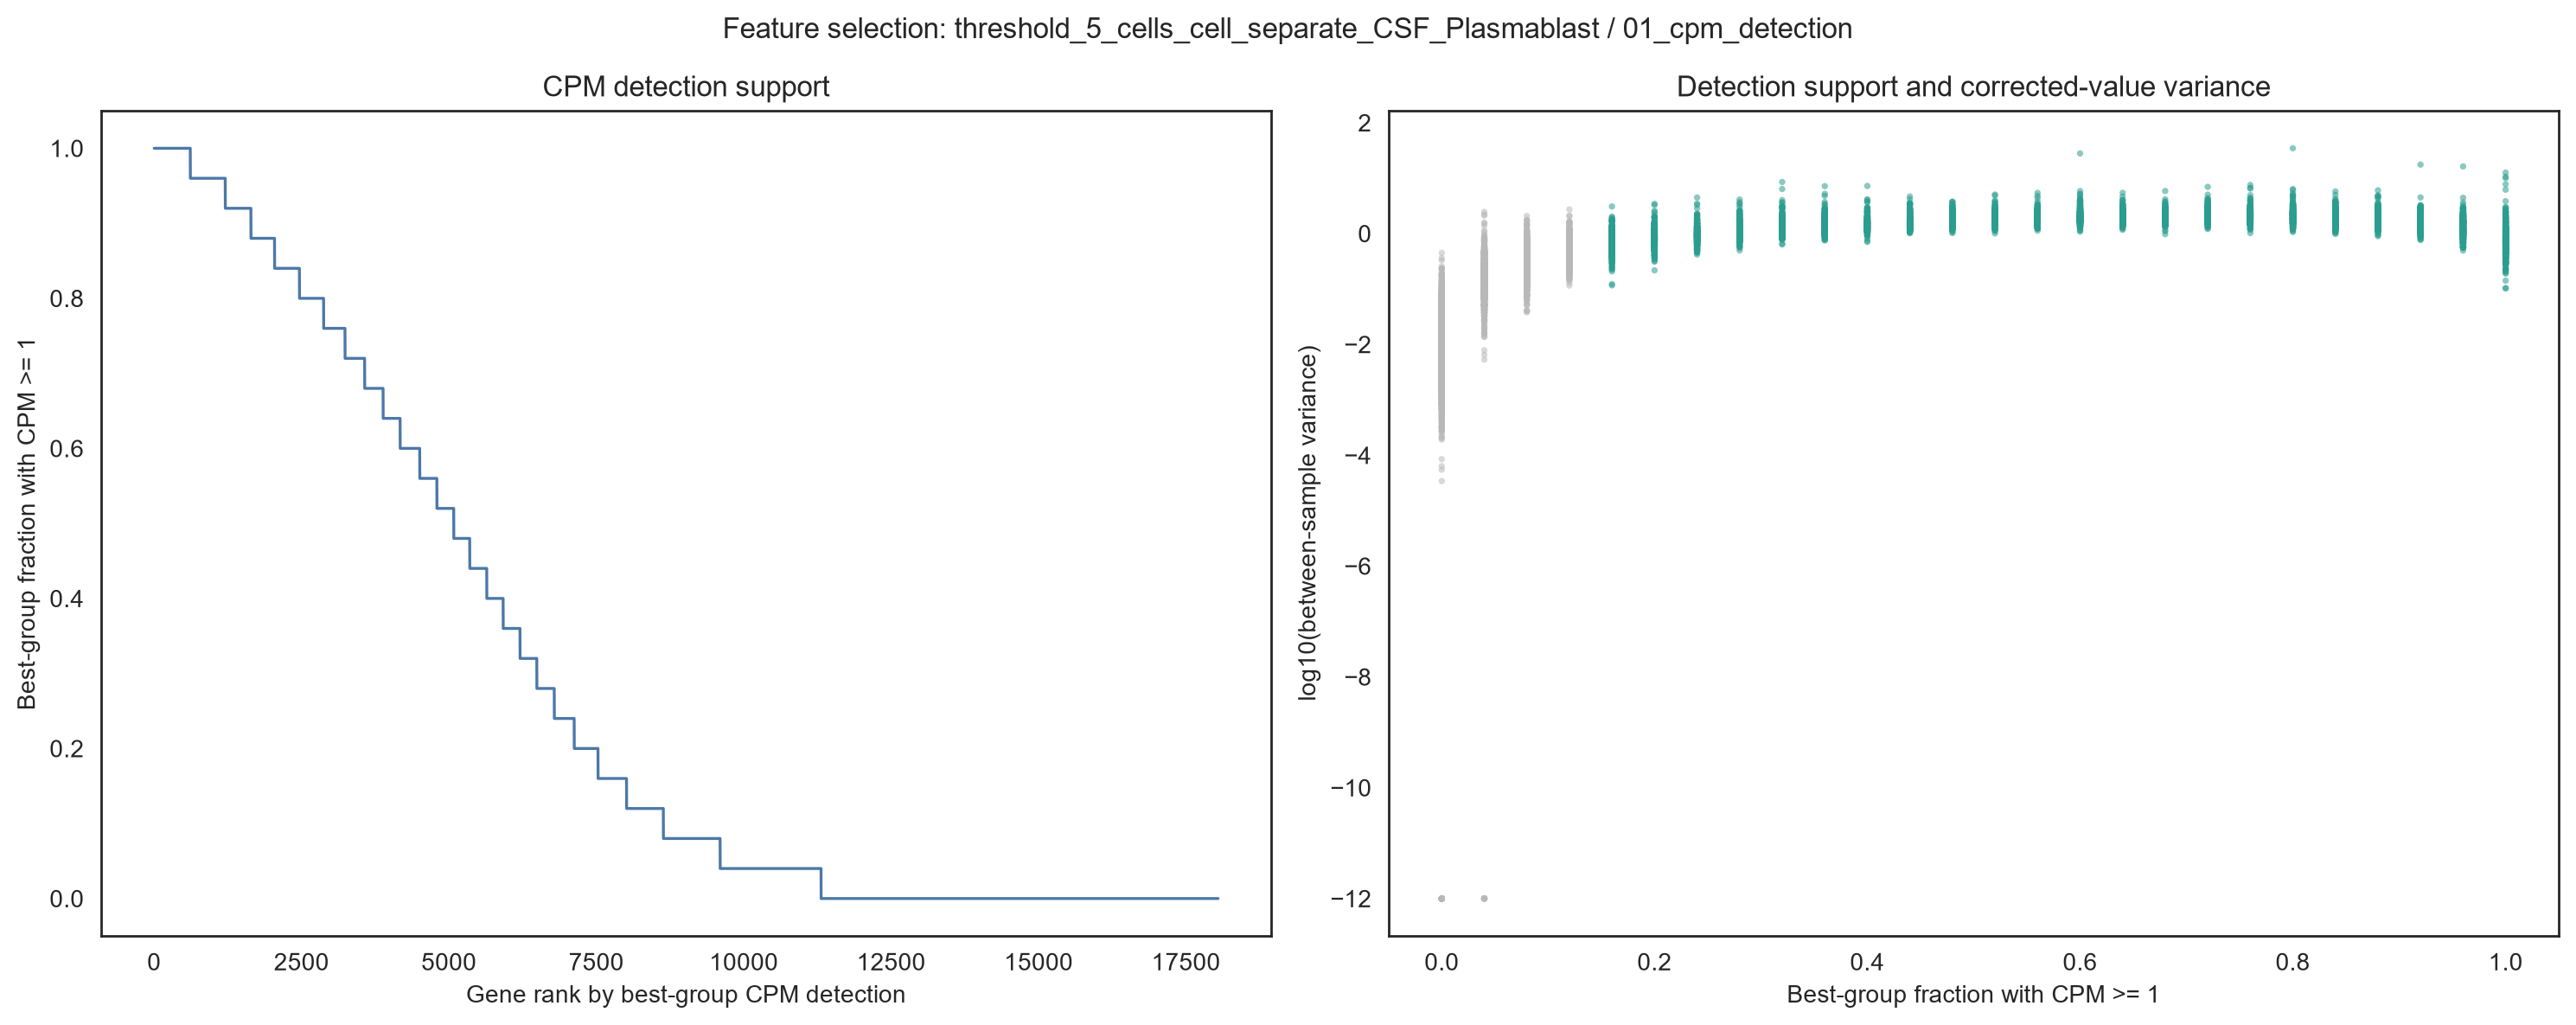 Feature selection: threshold_5_cells_cell_separate_CSF_Plasmablast / 01_cpm_detection
CPM detection support
Best-group fraction with CPM >= 1
1.0
0.8
0.6
0.4
0.2
0.0
0 2500 5000 7500 10000 12500 15000 17500
Gene rank by best-group CPM detection
Detection support and corrected-value variance
log10(between-sample variance)
2
0
−2
−4
−6
−8
−10
−12
0.0 0.2 0.4 0.6 0.8 1.0
Best-group fraction with CPM >= 1